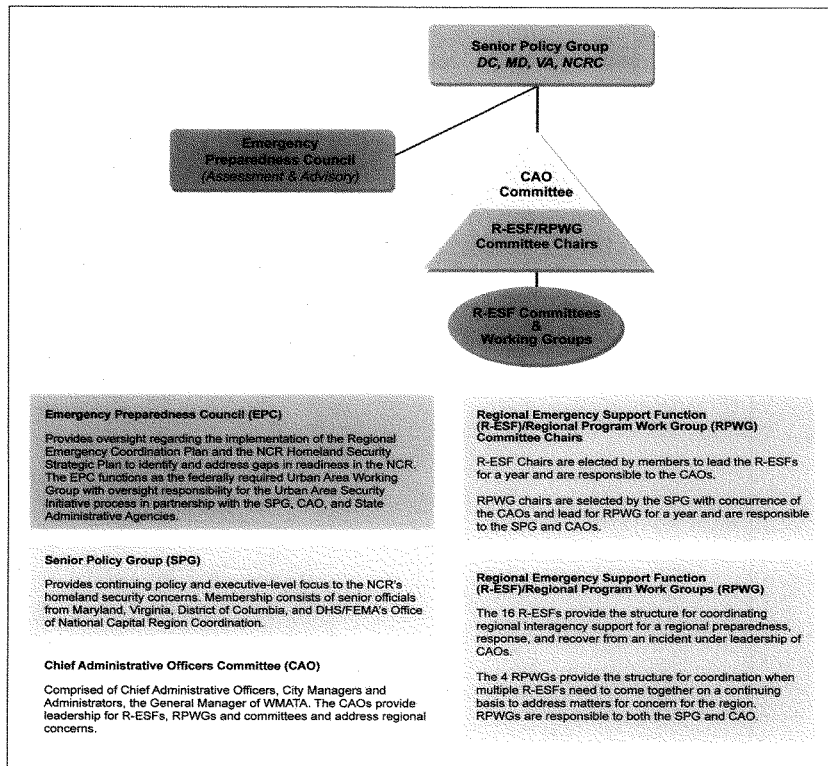 Senior Policy Group
DC, MD, VA, NCRC
Emergency
Preparedness Council
(Assessment & Advisory)
CAO
Committee
R-ESF/RPWG
Committee Chairs
R-ESF Committees
&
Working Groups
Emergency Preparedness Council (EPC)
Provides oversight regarding the implementation of the Regional
Emergency Coordination Plan and the NCR Homeland Security
Strategic Plan to identify and address gaps in readiness in the NCR.
The EPC functions as the federally required Urban Area Working
Group with oversight responsibility for the Urban Area Security
Initiative process in partnership with the SPG, CAO, and State
Administrative Agencies.
Senior Policy Group (SPG)
Provides continuing policy and executive-level focus to the NCR's
homeland security concerns. Membership consists of senior officials
from Maryland, Virginia, District of Columbia, and DHS/FEMA's Office
of National Capital Region Coordination.
Chief Administrative Officers Committee (CAO)
Comprised of Chief Administrative Officers, City Managers and
Administrators, the General Manager of WMATA. The CAOs provide
leadership for R-ESFs, RPWGs and committees and address regional
concerns.
Regional Emergency Support Function
(R-ESF)/Regional Program Work Group (RPWG)
Committee Chairs
R-ESF Chairs are elected by members to lead the R-ESFs
for a year and are responsible to the CAOs.
RPWG chairs are selected by the SPG with concurrence of
the CAOs and lead for RPWG for a year and are responsible
to the SPG and CAOs.
Regional Emergency Support Function
(R-ESF)/Regional Program Work Groups (RPWG)
The 16 R-ESFs provide the structure for coordinating
regional interagency support for a regional preparedness,
response, and recover from an incident under leadership of
CAOs.
The 4 RPWGs provide the structure for coordination when
multiple R-ESFs need to come together on a continuing
basis to address matters for concern for the region.
RPWGs are responsible to both the SPG and CAO.